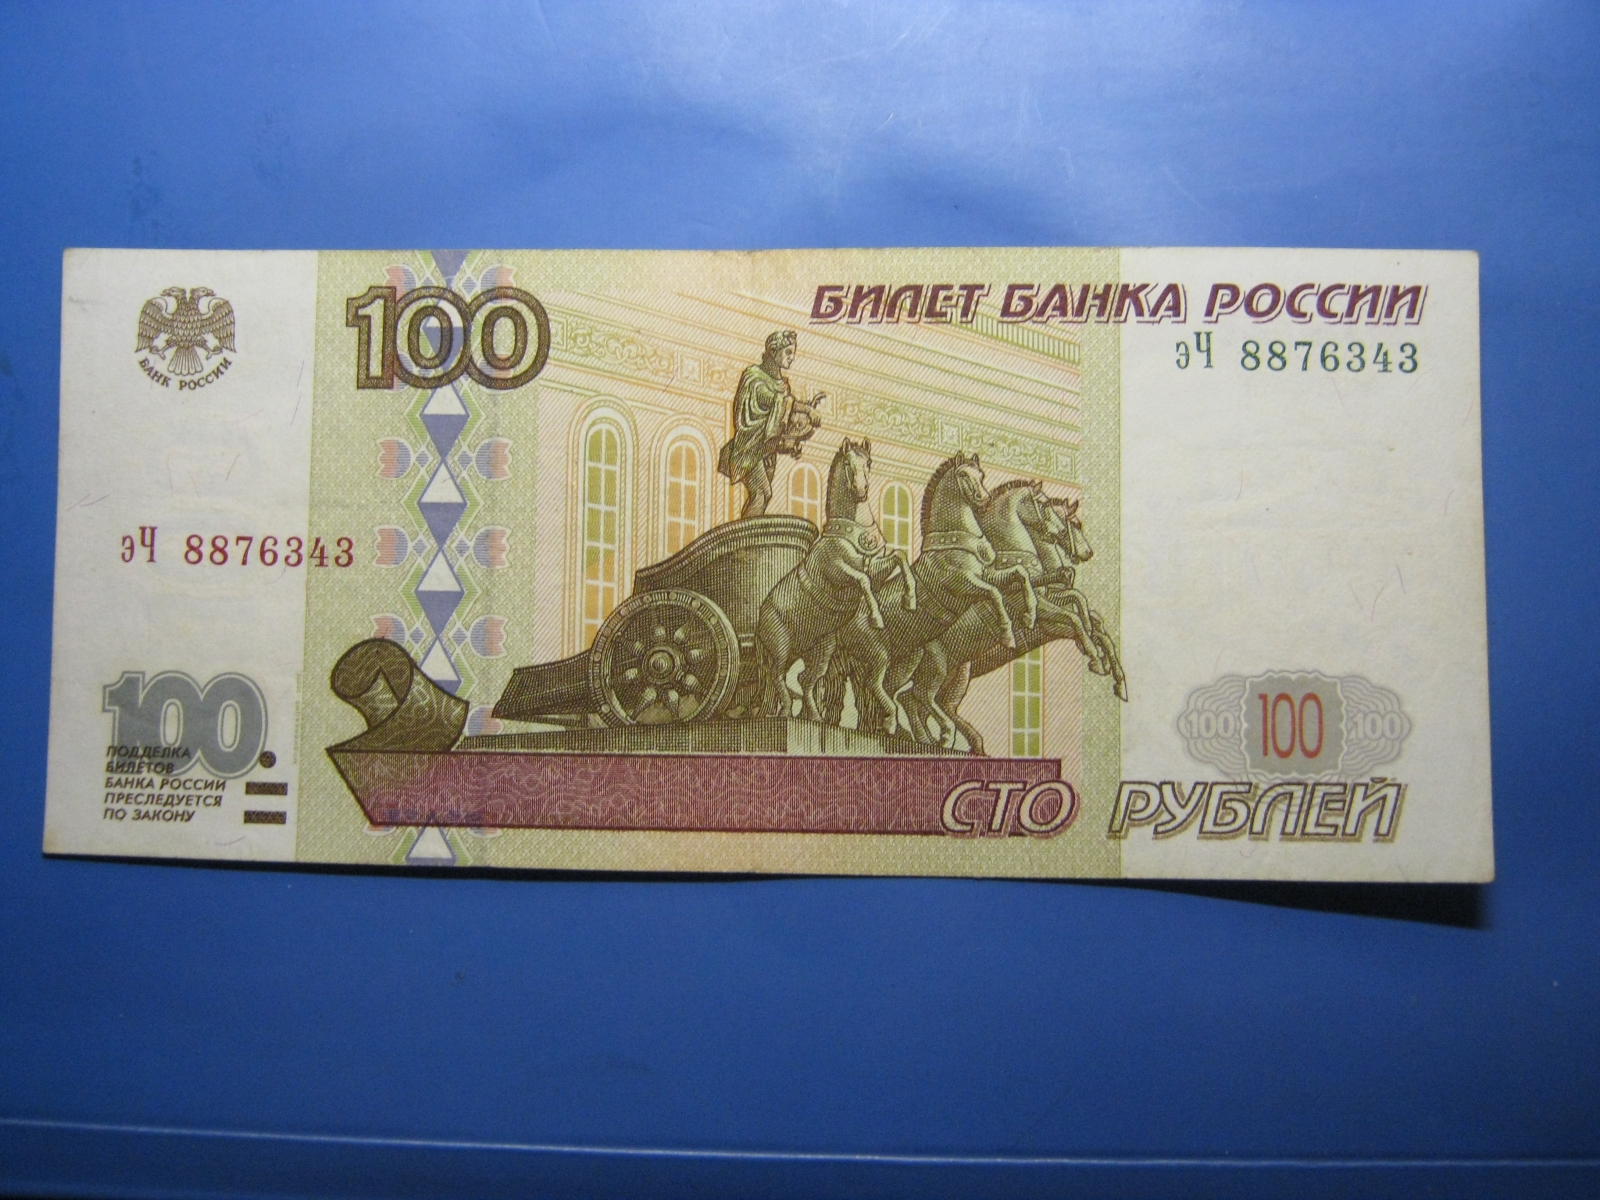 БАНК РОССИИ
100
БИЛЕТ БАНКА РОССИИ
эЧ 8876343
эЧ 8876343
100
ПОДДЕЛКА
БИЛЕТОВ
БАНКА РОССИИ
ПРЕСЛЕДУЕТСЯ
ПО ЗАКОНУ
100 100 100
СТО РУБЛЕЙ